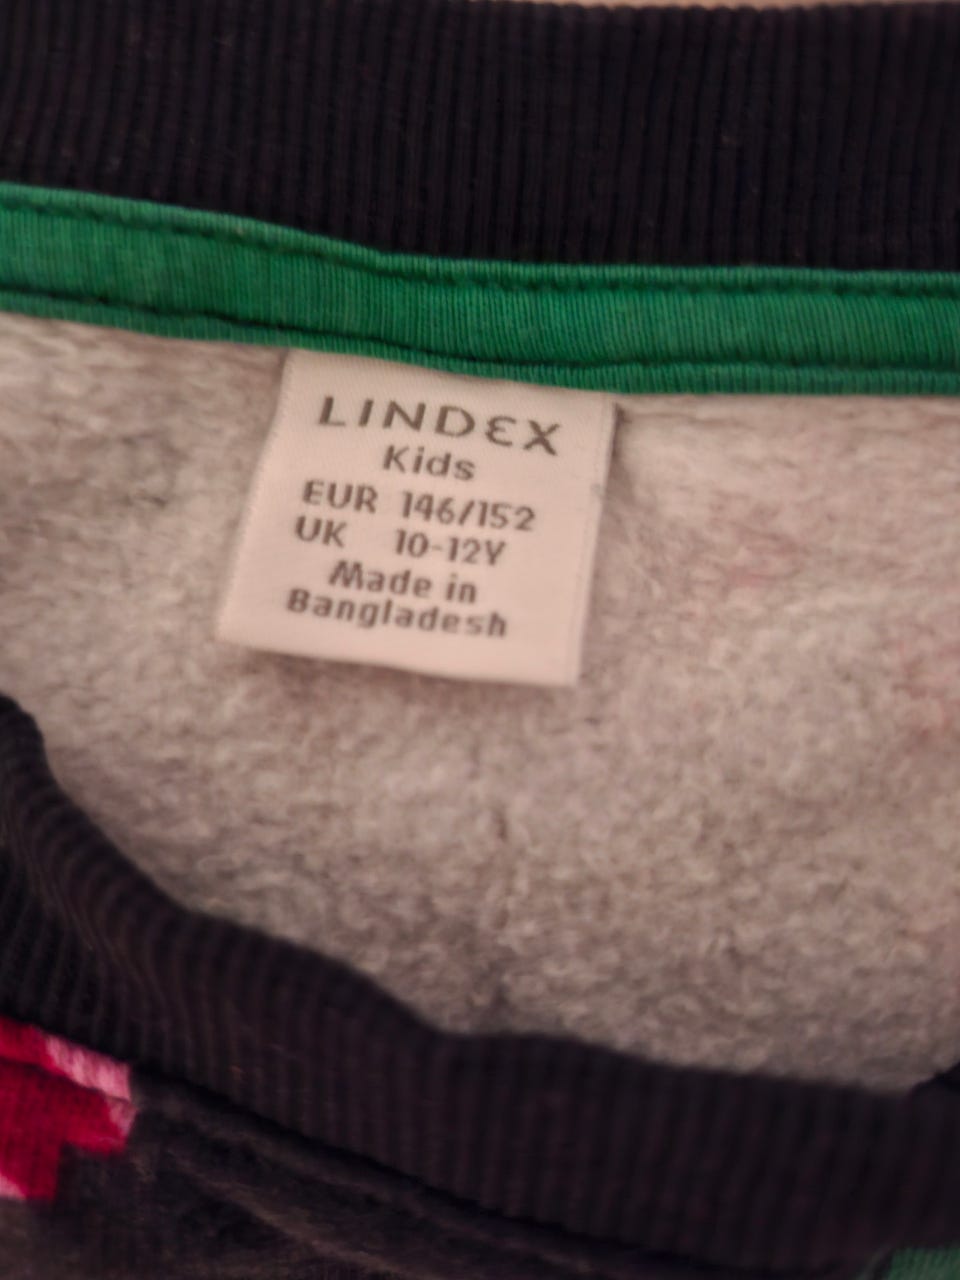 LINDEX
Kids
EUR 146/152
UK 10-12Y
Made in
Bangladesh